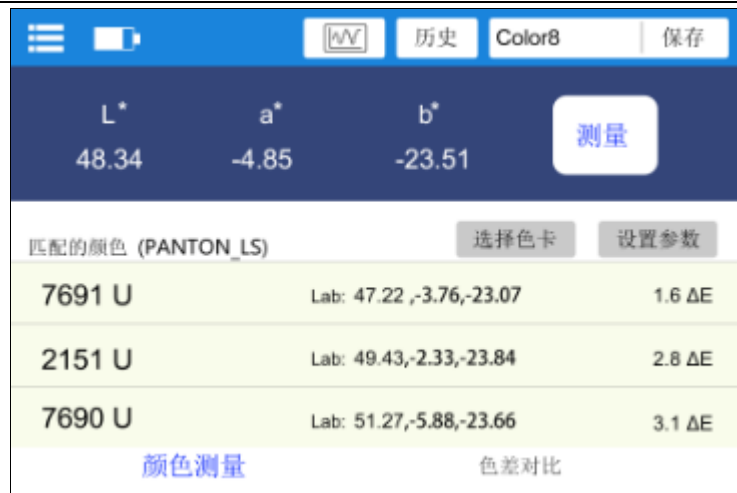 历史 Color8 保存
L* a* b*
48.34 -4.85 -23.51
测量
匹配的颜色 (PANTON_LS) 选择色卡 设置参数
7691 U Lab: 47.22 ,-3.76,-23.07 1.6 ΔE
2151 U Lab: 49.43,-2.33,-23.84 2.8 ΔE
7690 U Lab: 51.27,-5.88,-23.66 3.1 ΔE
颜色测量 色差对比